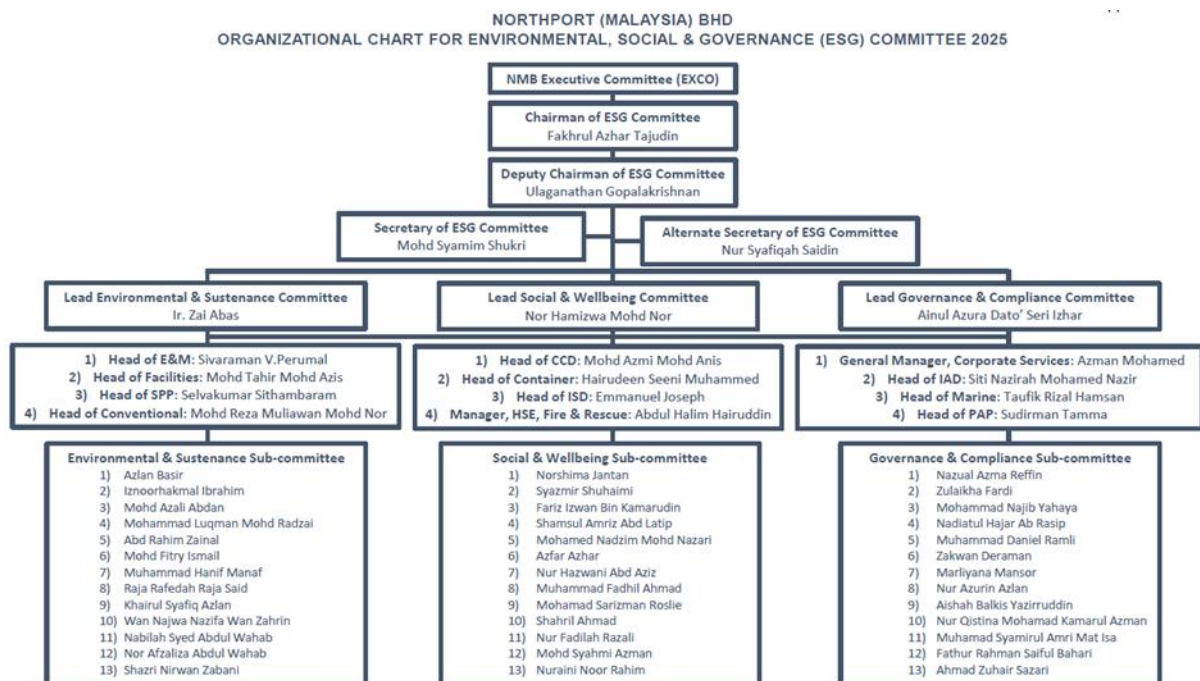 NORTHPORT (MALAYSIA) BHD
ORGANIZATIONAL CHART FOR ENVIRONMENTAL, SOCIAL & GOVERNANCE (ESG) COMMITTEE 2025
NMB Executive Committee (EXCO)
Chairman of ESG Committee
Fakhrul Azhar Tajudin
Deputy Chairman of ESG Committee
Ulaganathan Gopalakrishnan
Secretary of ESG Committee
Mohd Syamim Shukri
Alternate Secretary of ESG Committee
Nur Syafiqah Saidin
Lead Environmental & Sustenance Committee
Ir. Zai Abas
Lead Social & Wellbeing Committee
Nor Hamizwa Mohd Nor
Lead Governance & Compliance Committee
Ainul Azura Dato' Seri Izhar
1) Head of E&M: Sivaraman V.Perumal
2) Head of Facilities: Mohd Tahir Mohd Azis
3) Head of SPP: Selvakumar Sithambaram
4) Head of Conventional: Mohd Reza Muliawan Mohd Nor
1) Head of CCD: Mohd Azmi Mohd Anis
2) Head of Container: Hairudeen Seeni Muhammed
3) Head of ISD: Emmanuel Joseph
4) Manager, HSE, Fire & Rescue: Abdul Halim Hairuddin
1) General Manager, Corporate Services: Azman Mohamed
2) Head of IAD: Siti Nazirah Mohamed Nazir
3) Head of Marine: Taufik Rizal Hamsan
4) Head of PAP: Sudirman Tamma
Environmental & Sustenance Sub-committee
1) Azlan Basir
2) Iznoorhakmal Ibrahim
3) Mohd Azali Abdan
4) Mohammad Luqman Mohd Radzai
5) Abd Rahim Zainal
6) Mohd Fitry Ismail
7) Muhammad Hanif Manaf
8) Raja Rafedah Raja Said
9) Khairul Syafiq Azlan
10) Wan Najwa Nazifa Wan Zahrin
11) Nabilah Syed Abdul Wahab
12) Nor Afzaliza Abdul Wahab
13) Shazri Nirwan Zabani
Social & Wellbeing Sub-committee
1) Norshima Jantan
2) Syazmir Shuhaimi
3) Fariz Izwan Bin Kamarudin
4) Shamsul Amriz Abd Latip
5) Mohamed Nadzim Mohd Nazari
6) Azfar Azhar
7) Nur Hazwani Abd Aziz
8) Muhammad Fadhil Ahmad
9) Mohamad Sarizman Roslie
10) Shahril Ahmad
11) Nur Fadilah Razali
12) Mohd Syahmi Azman
13) Nuraini Noor Rahim
Governance & Compliance Sub-committee
1) Nazual Azma Reffin
2) Zulaikha Fardi
3) Mohammad Najib Yahaya
4) Nadiatul Hajar Ab Rasip
5) Muhammad Daniel Ramli
6) Zakwan Deraman
7) Marliyana Mansor
8) Nur Azurin Azlan
9) Aishah Balkis Yazirruddin
10) Nur Qistina Mohamad Kamarul Azman
11) Muhamad Syamirul Amri Mat Isa
12) Fathur Rahman Saiful Bahari
13) Ahmad Zuhair Sazari